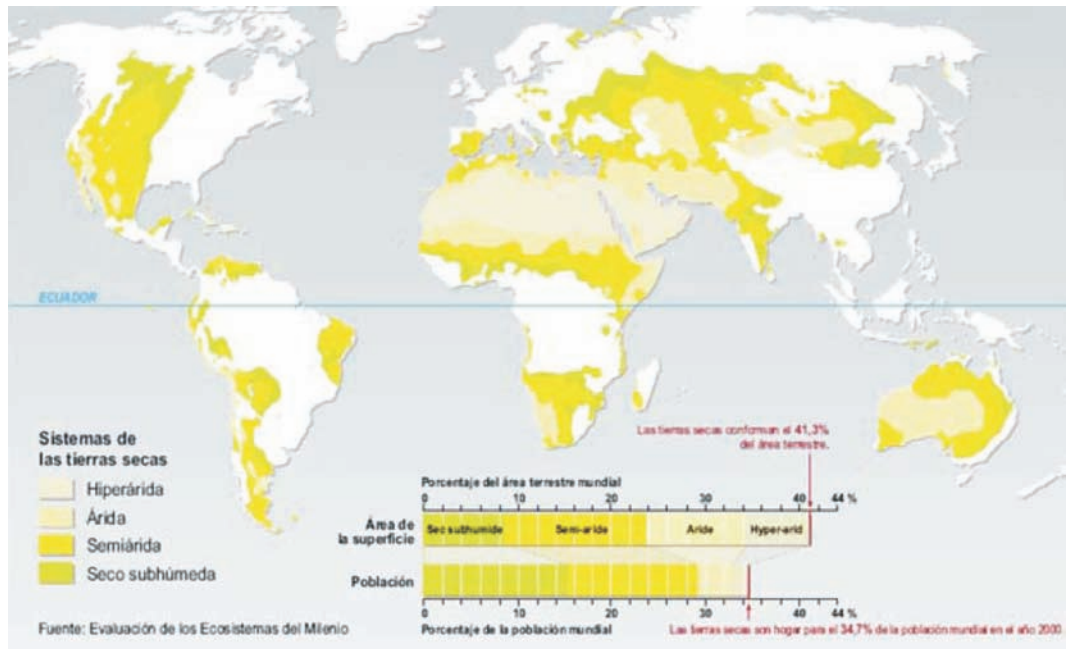 ECUADOR
Sistemas de
las tierras secas
Hiperárida
Árida
Semiárida
Seco subhúmeda
Fuente: Evaluación de los Ecosistemas del Milenio
Las tierras secas conforman el 41,3%
del área terrestre.
Porcentaje del área terrestre mundial
0 10 20 30 40 44 %
Área de
la superficie
Sec subhumide Semi-aride Aride Hyper-arid
Población
0 10 20 30 40 44 %
Porcentaje de la población mundial
Las tierras secas son hogar para el 34,7% de la población mundial en el año 2000.